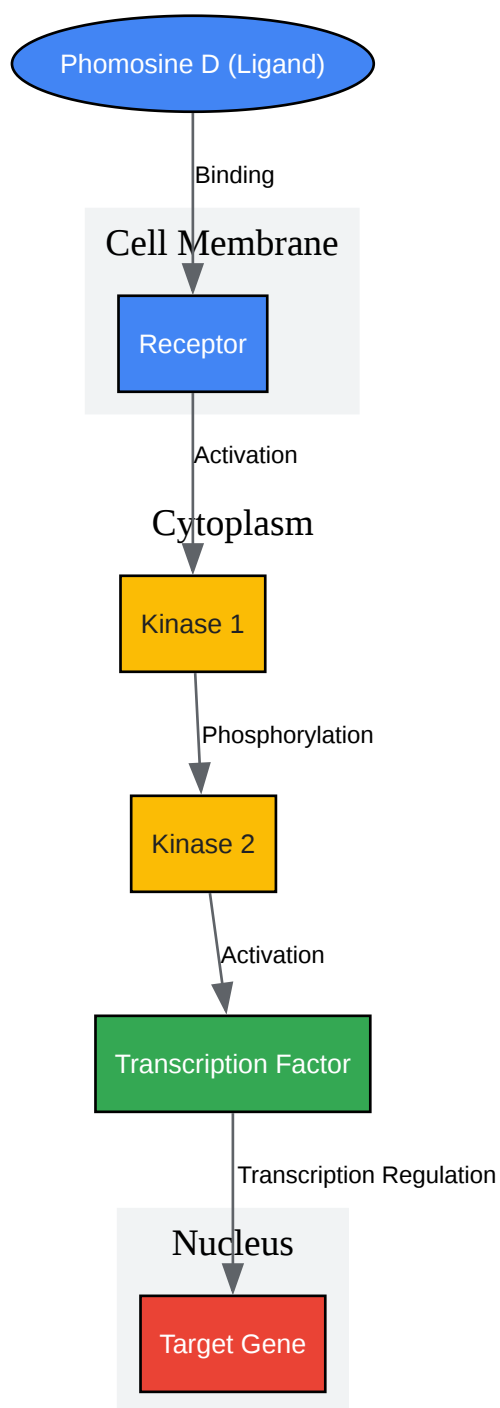 Phomosine D (Ligand)
Binding
Cell Membrane
Receptor
Activation
Cytoplasm
Kinase 1
Phosphorylation
Kinase 2
Activation
Transcription Factor
Transcription Regulation
Nucleus
Target Gene